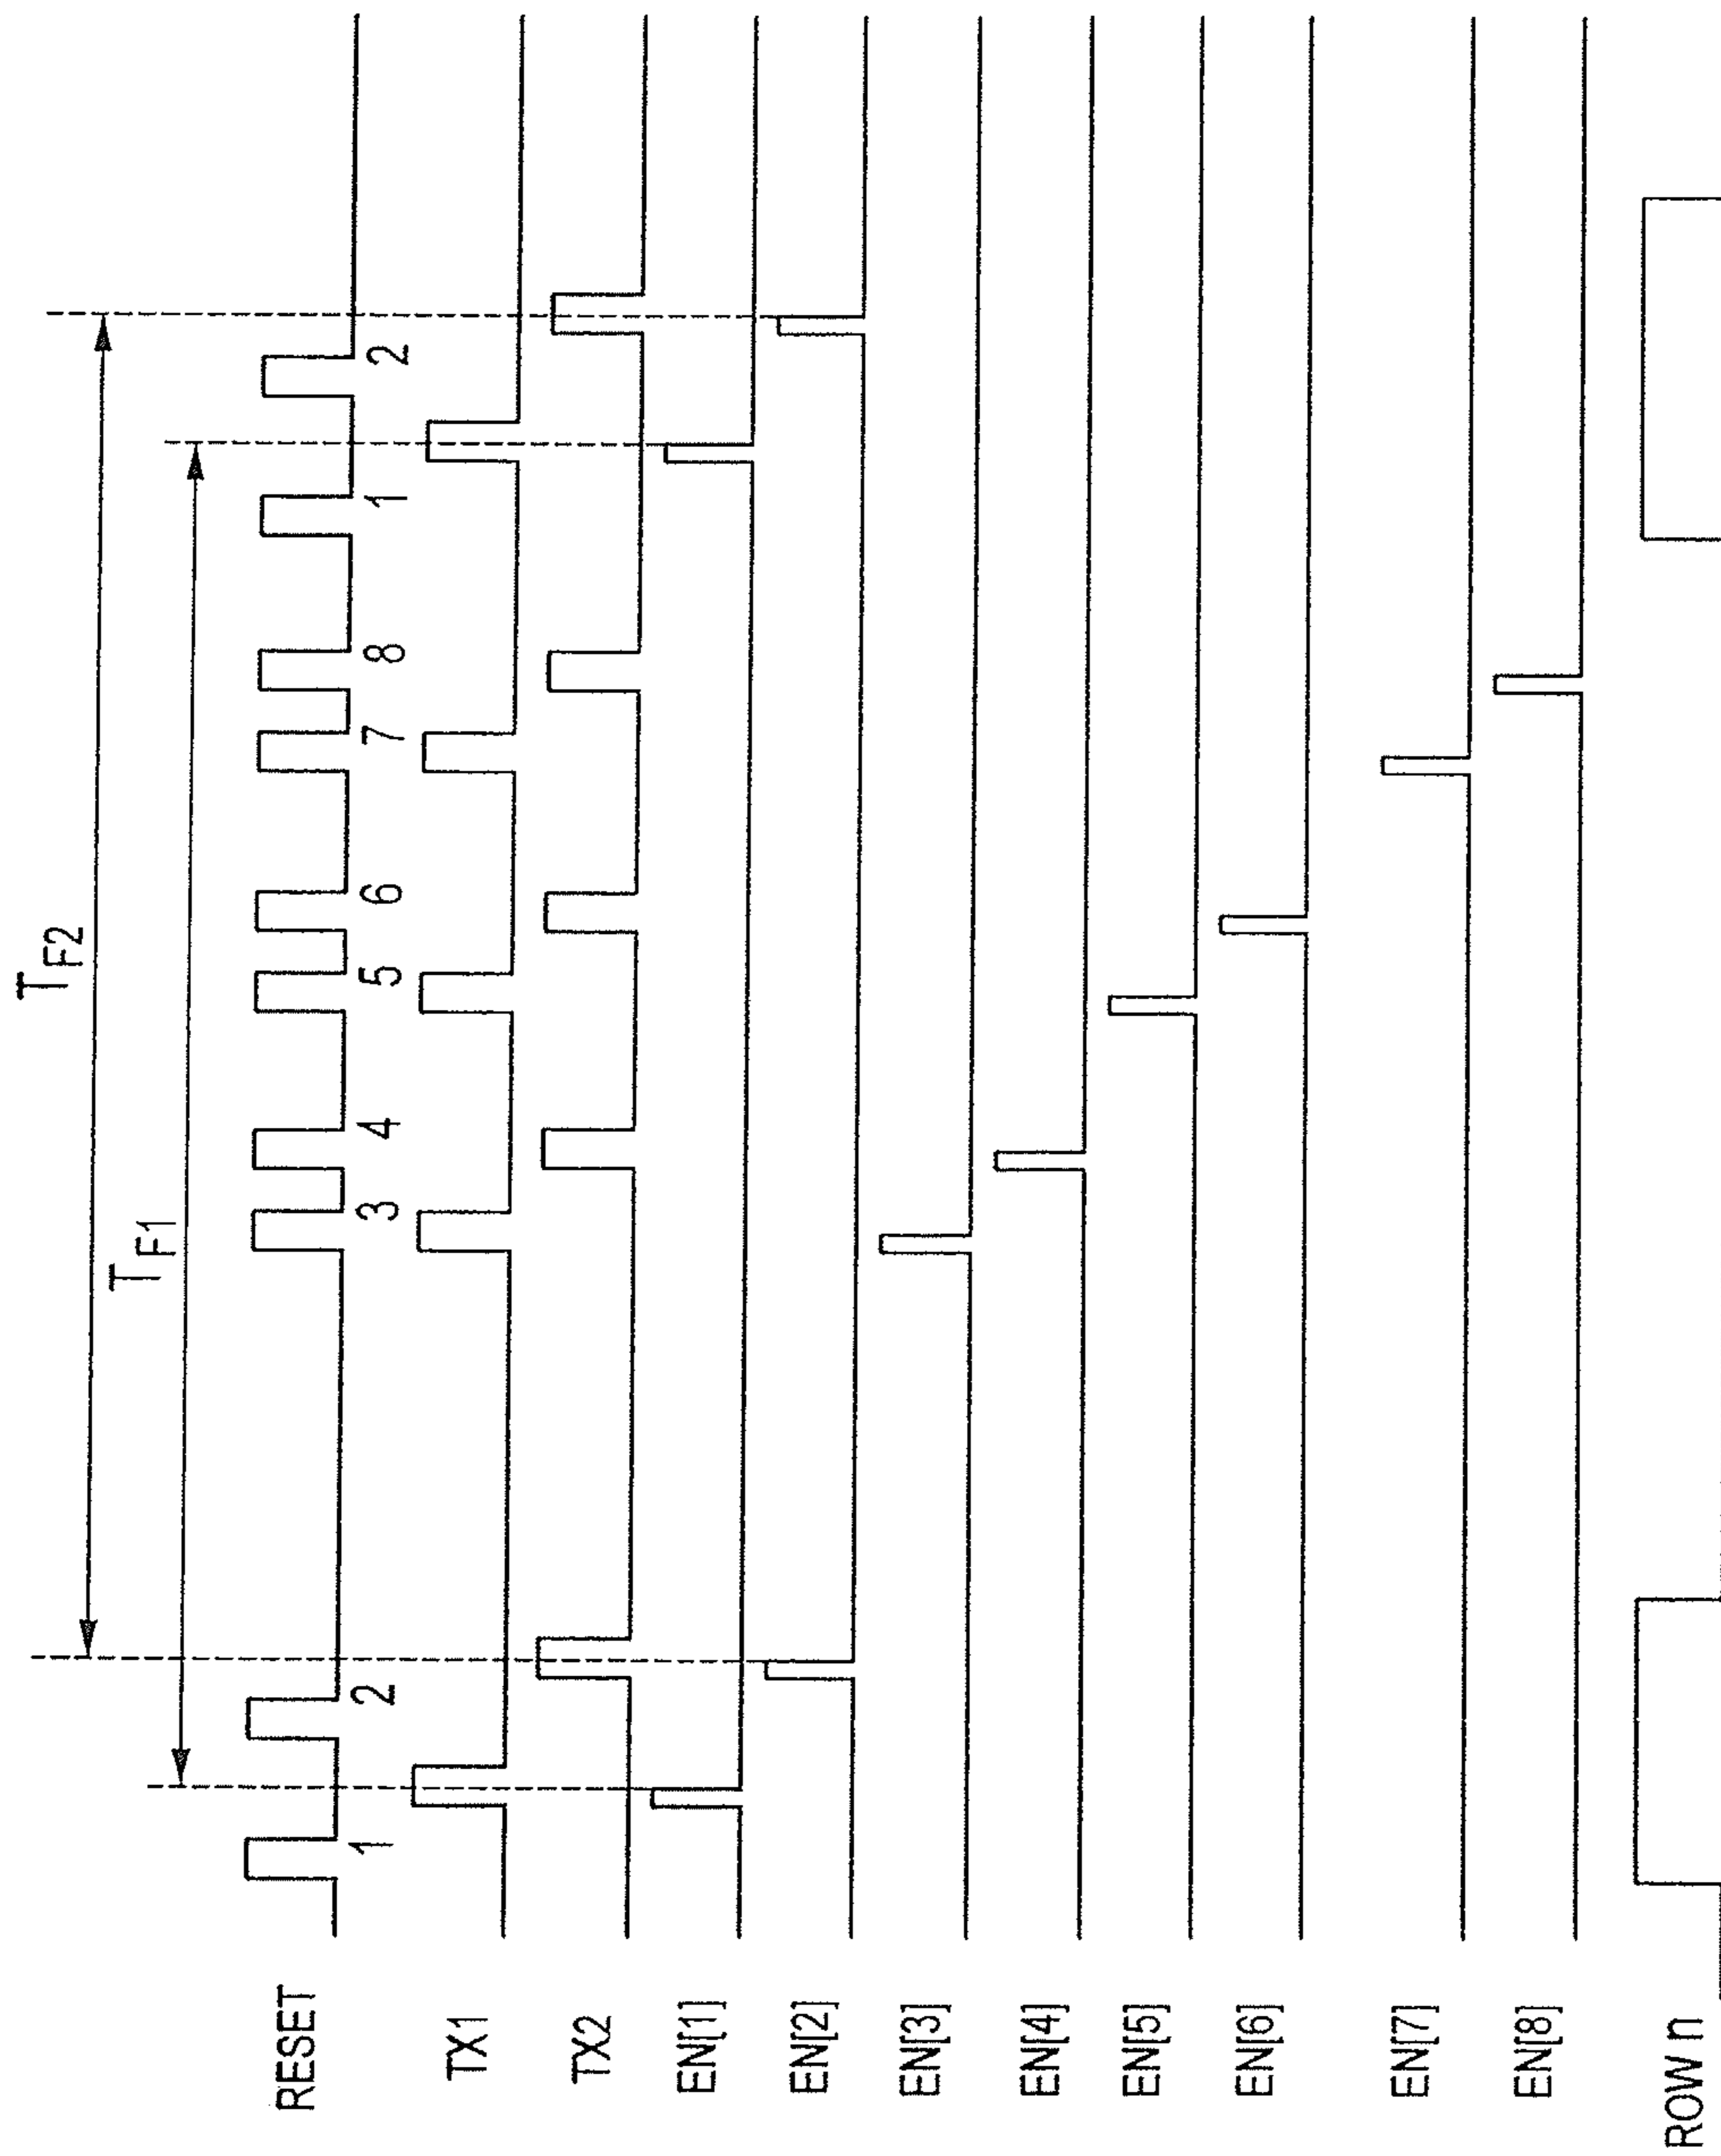 T_F2
T_F1
RESET
1 2 3 4 5 6 7 8 1 2
TX1
TX2
EN[1]
EN[2]
EN[3]
EN[4]
EN[5]
EN[6]
EN[7]
EN[8]
ROW n